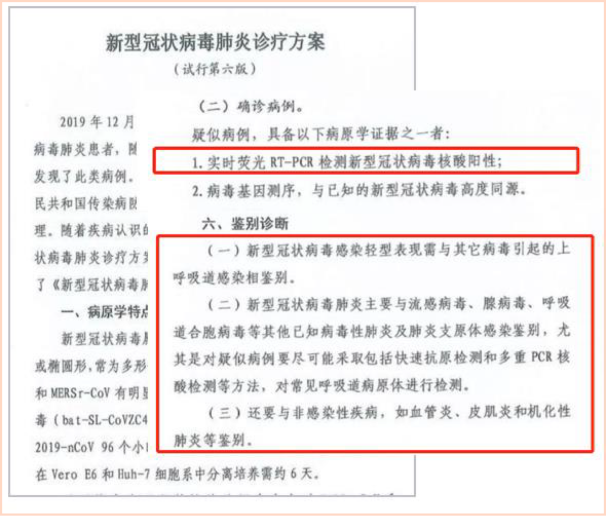 新型冠状病毒肺炎诊疗方案
（试行第六版）
2019 年 12 月
病毒肺炎患者，随
发现了此类病例。
民共和国传染病防
理。随着疾病认识的
状病毒肺炎诊疗方案
了《新型冠状病毒肺
一、病原学特点
新型冠状病毒属
或椭圆形，常为多形
和 MERSr-CoV 有明显
毒（bat-SL-CoVZC4
2019-nCoV 96 个小
在 Vero E6 和 Huh-7 细胞系中分离培养需约 6 天。
（二）确诊病例。
疑似病例，具备以下病原学证据之一者：
1.实时荧光 RT-PCR 检测新型冠状病毒核酸阳性；
2.病毒基因测序，与已知的新型冠状病毒高度同源。
六、鉴别诊断
（一）新型冠状病毒感染轻型表现需与其它病毒引起的上
呼吸道感染相鉴别。
（二）新型冠状病毒肺炎主要与流感病毒、腺病毒、呼吸
道合胞病毒等其他已知病毒性肺炎及肺炎支原体感染鉴别，尤
其是对疑似病例要尽可能采取包括快速抗原检测和多重 PCR 核
酸检测等方法，对常见呼吸道病原体进行检测。
（三）还要与非感染性疾病，如血管炎、皮肌炎和机化性
肺炎等鉴别。